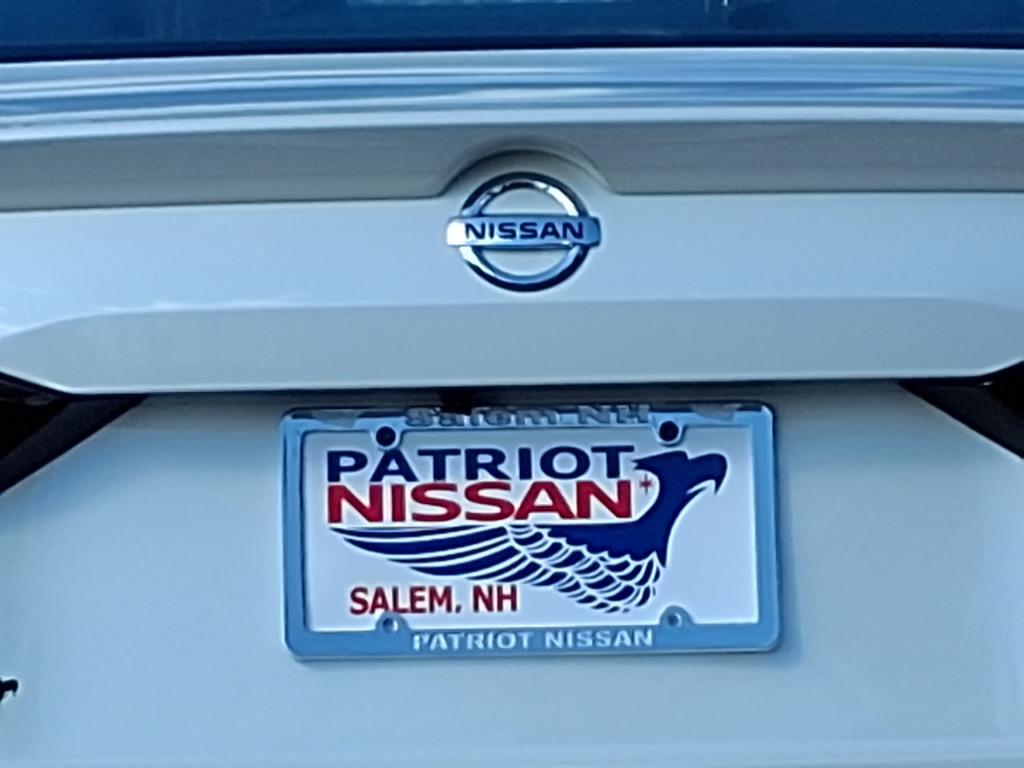 NISSAN
Salem NH
PATRIOT
NISSAN
SALEM, NH
PATRIOT NISSAN